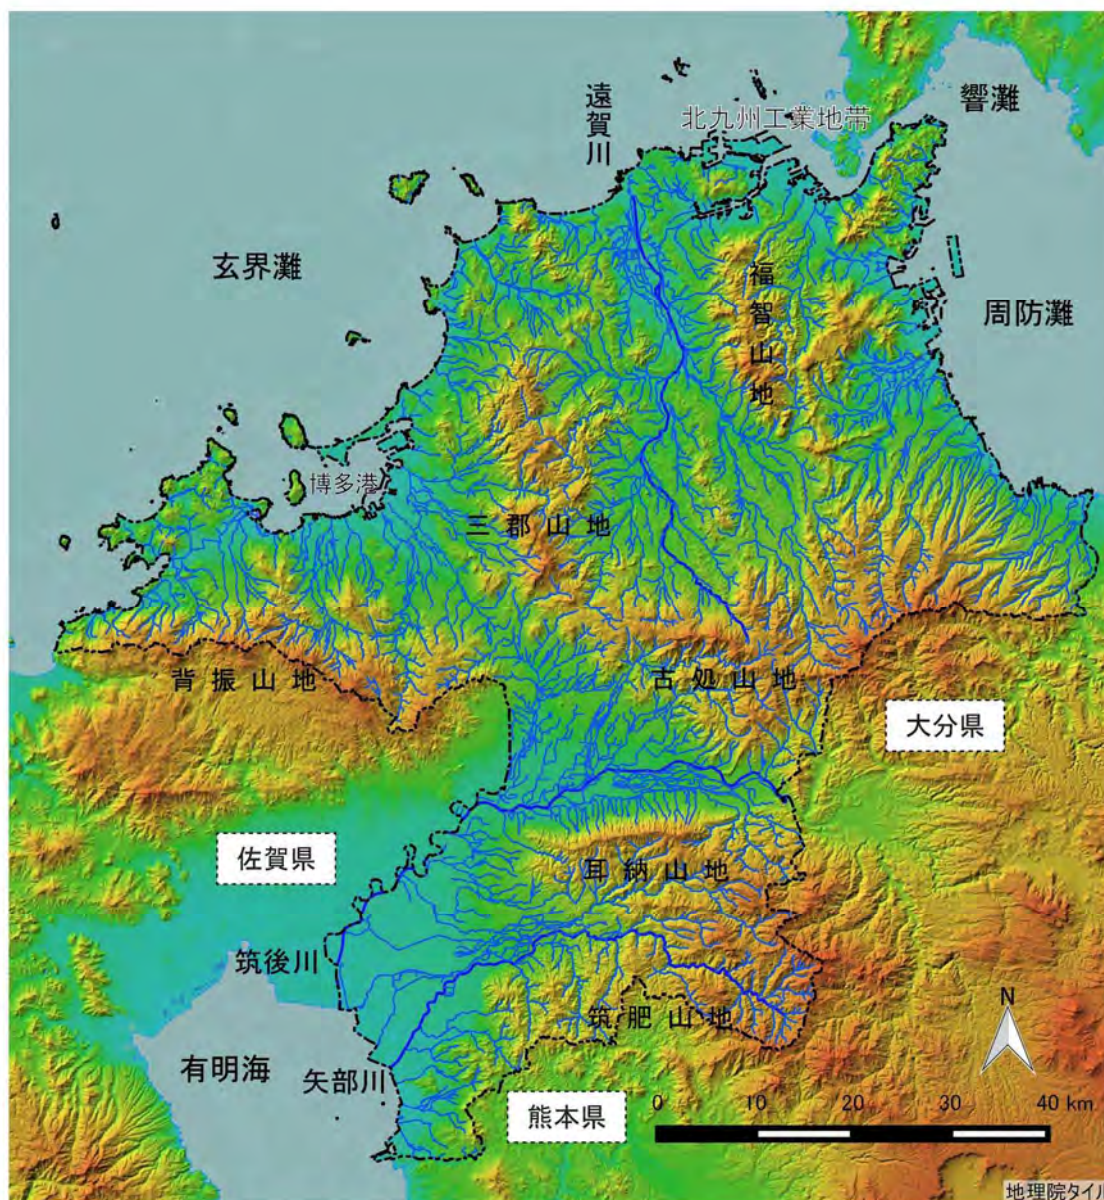 遠賀川
北九州工業地帯
響灘
玄界灘
福智山地
周防灘
博多港
三郡山地
背振山地
古処山地
大分県
佐賀県
耳納山地
筑後川
筑肥山地
有明海
矢部川
熊本県
N
0 10 20 30 40 km
地理院タイル